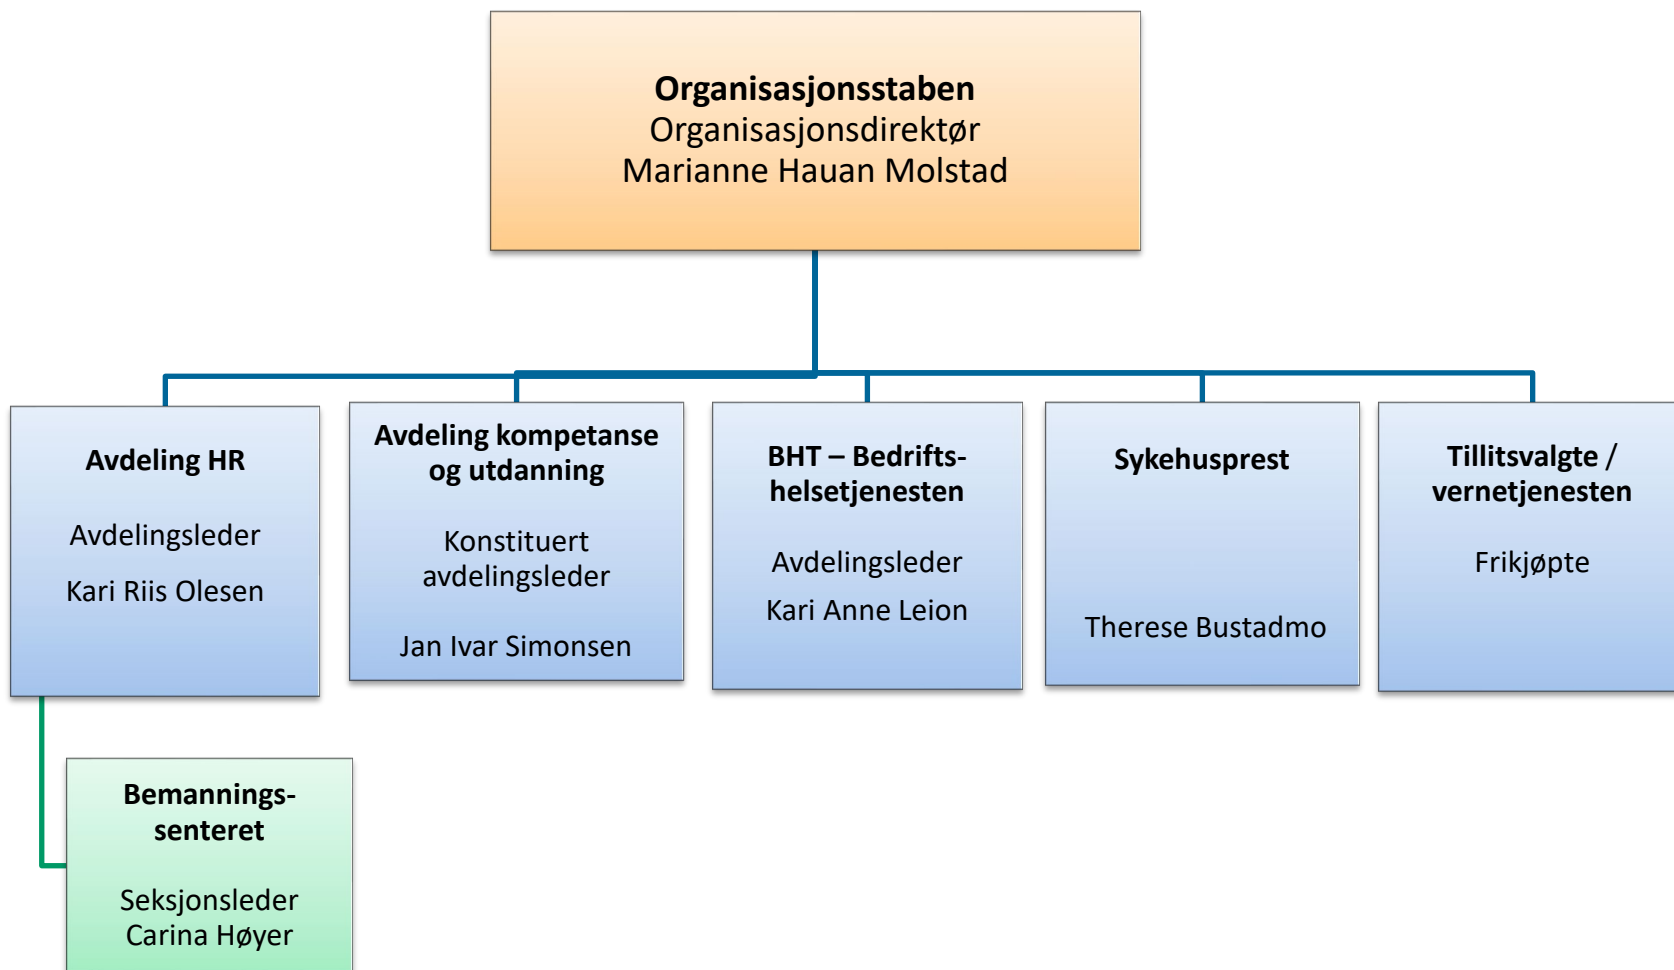 Organisasjonsstaben
Organisasjonsdirektør
Marianne Hauan Molstad
Avdeling HR
Avdelingsleder
Kari Riis Olesen
Avdeling kompetanse
og utdanning
Konstituert
avdelingsleder
Jan Ivar Simonsen
BHT – Bedrifts-
helsetjenesten
Avdelingsleder
Kari Anne Leion
Sykehusprest
Therese Bustadmo
Tillitsvalgte /
vernetjenesten
Frikjøpte
Bemannings-
senteret
Seksjonsleder
Carina Høyer